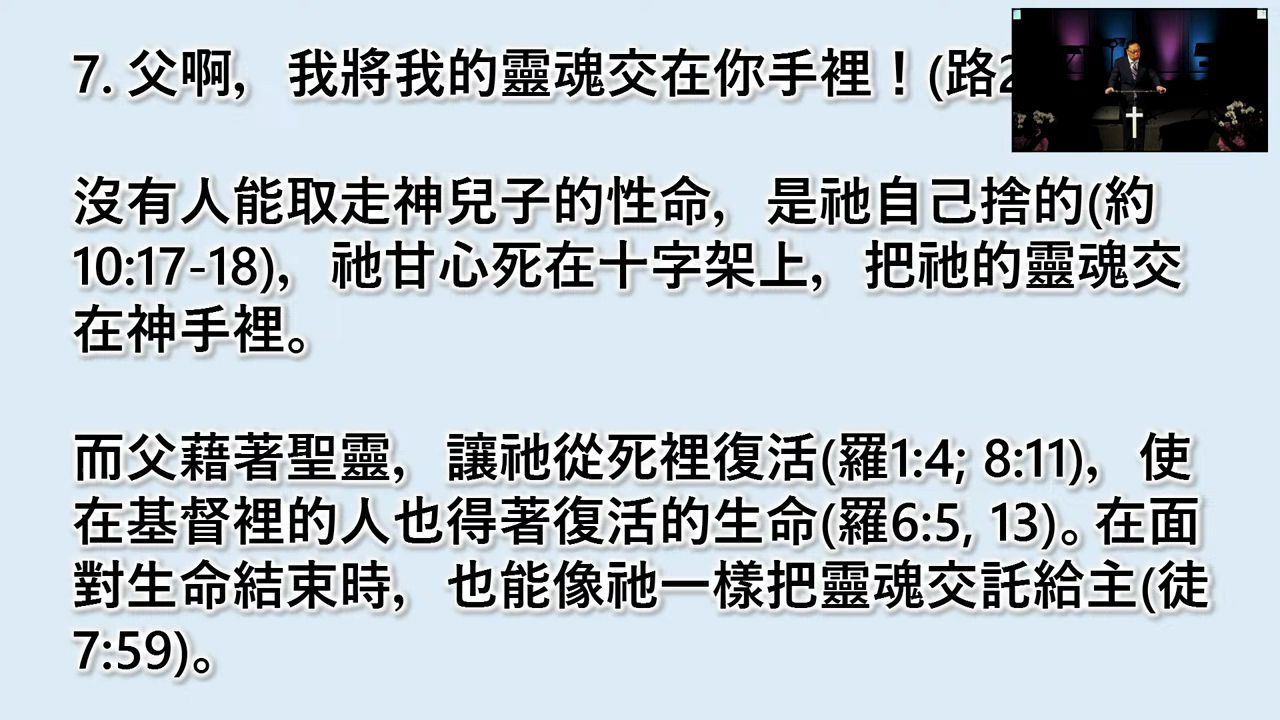 7. 父啊，我將我的靈魂交在你手裡！(路2
沒有人能取走神兒子的性命，是祂自己捨的(約
10:17-18)，祂甘心死在十字架上，把祂的靈魂交
在神手裡。
而父藉著聖靈，讓祂從死裡復活(羅1:4; 8:11)，使
在基督裡的人也得著復活的生命(羅6:5, 13)。在面
對生命結束時，也能像祂一樣把靈魂交託給主(徒
7:59)。